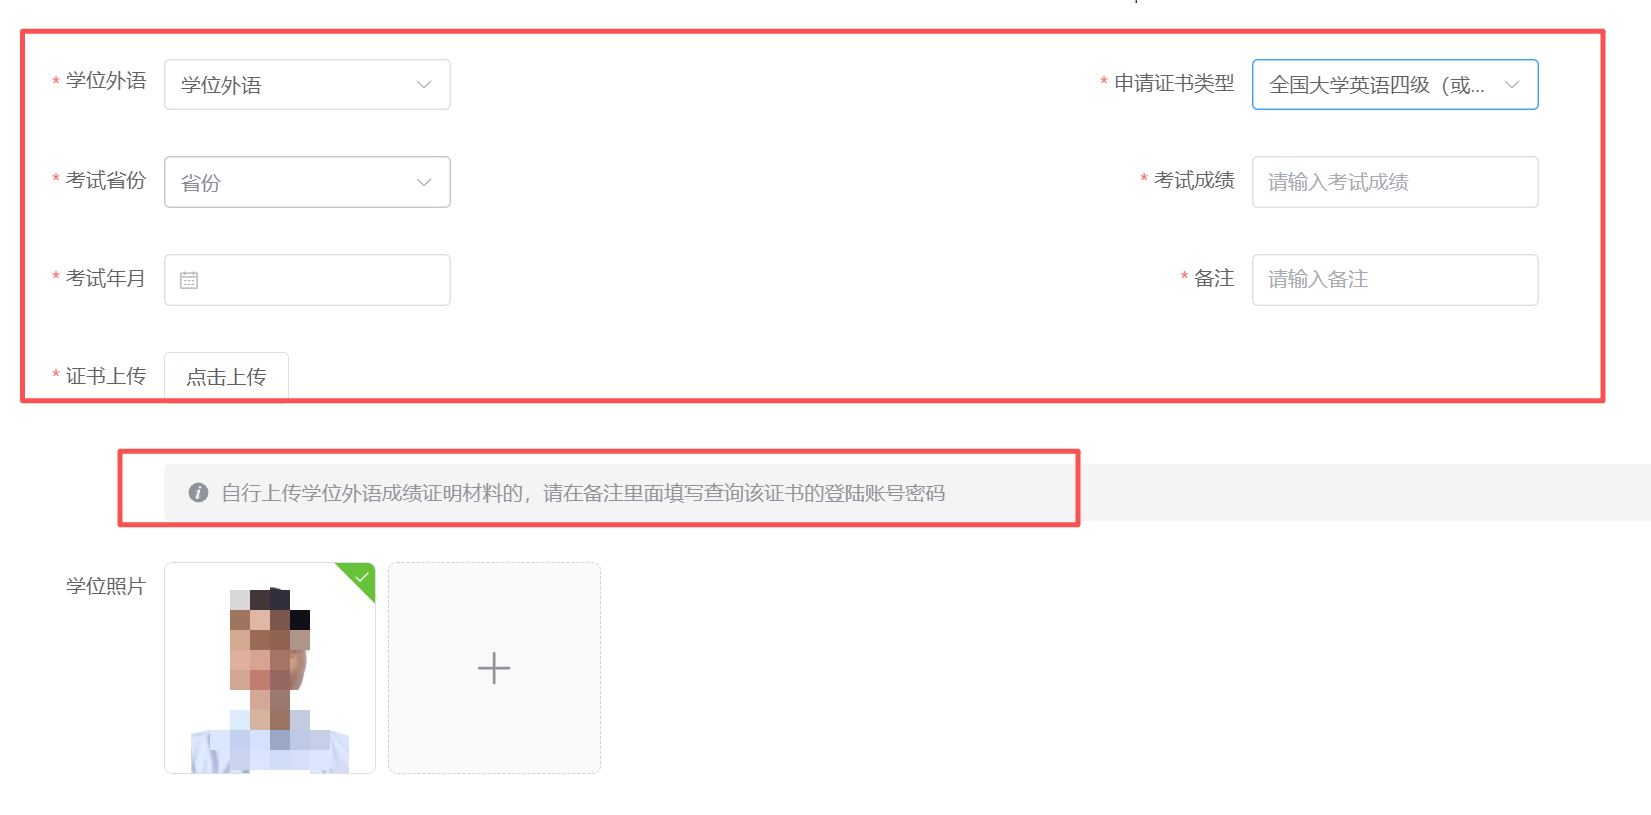 * 学位外语 学位外语 * 申请证书类型 全国大学英语四级（或...
* 考试省份 省份 * 考试成绩 请输入考试成绩
* 考试年月 * 备注 请输入备注
* 证书上传 点击上传
自行上传学位外语成绩证明材料的，请在备注里面填写查询该证书的登陆账号密码
学位照片